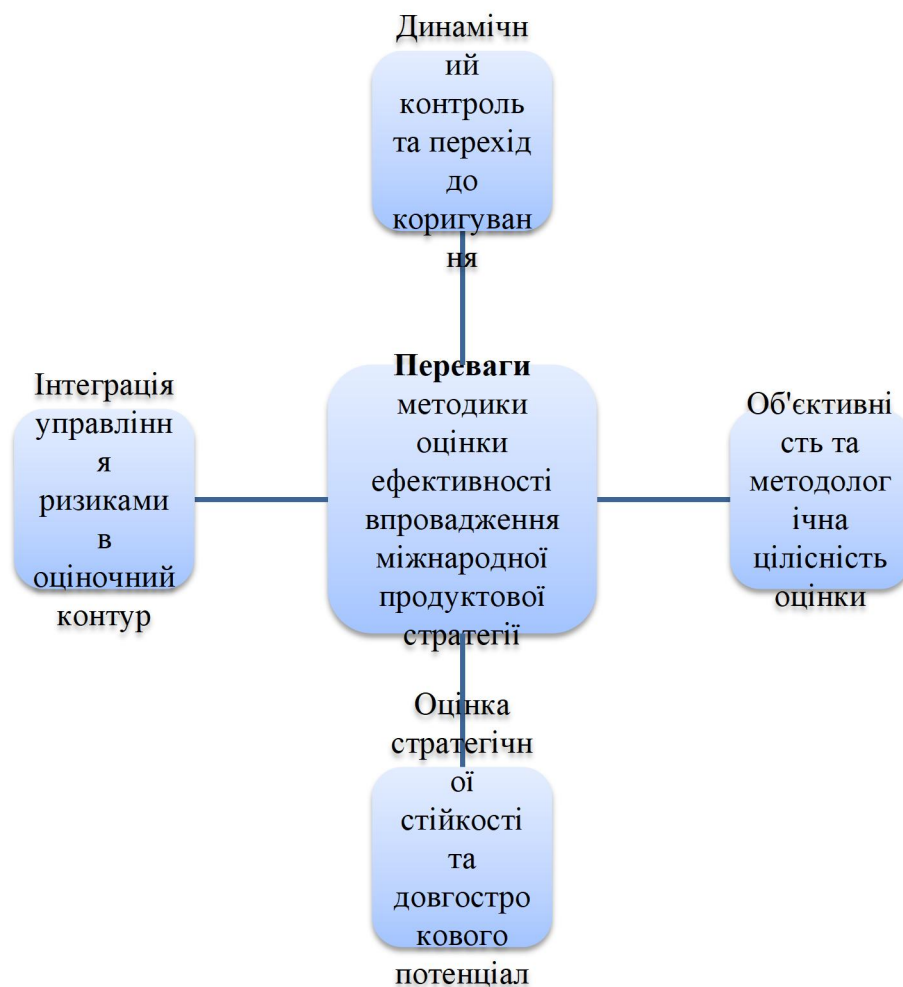 Динамічн
ий
контроль
та перехід
до
коригуван
ня
Інтеграція
управлінн
я
ризиками
в
оціночний
контур
Переваги
методики
оцінки
ефективності
впровадження
міжнародної
продуктової
стратегії
Об'єктивні
сть та
методолог
ічна
цілісність
оцінки
Оцінка
стратегічн
ої
стійкості
та
довгостро
кового
потенціал